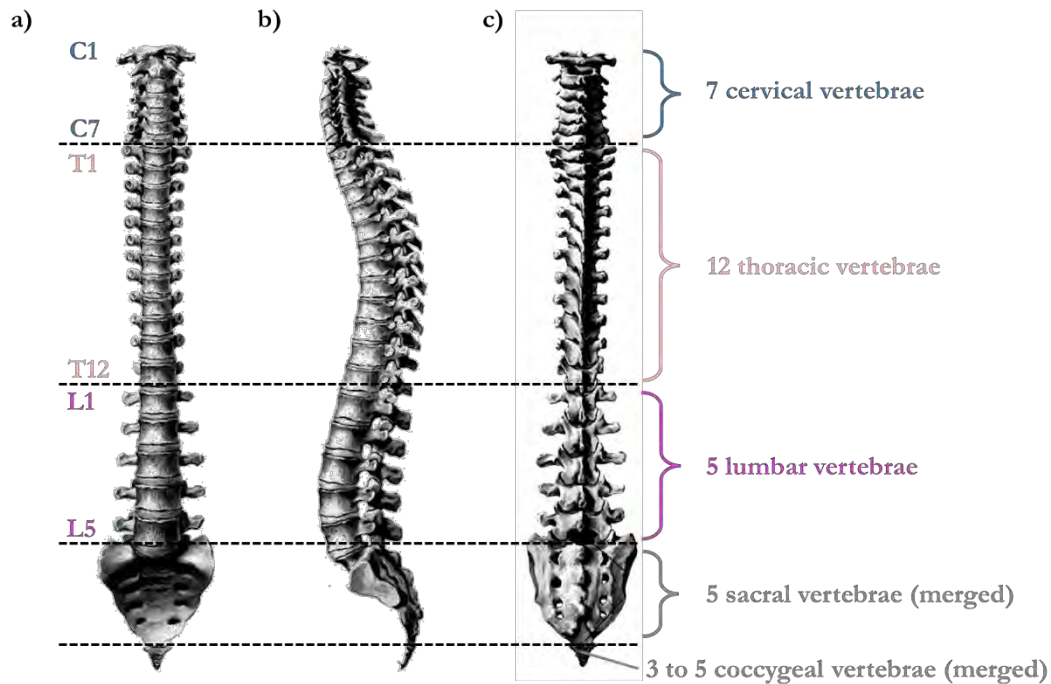 a)
b)
c)
C1
7 cervical vertebrae
C7
T1
12 thoracic vertebrae
T12
L1
5 lumbar vertebrae
L5
5 sacral vertebrae (merged)
3 to 5 coccygeal vertebrae (merged)